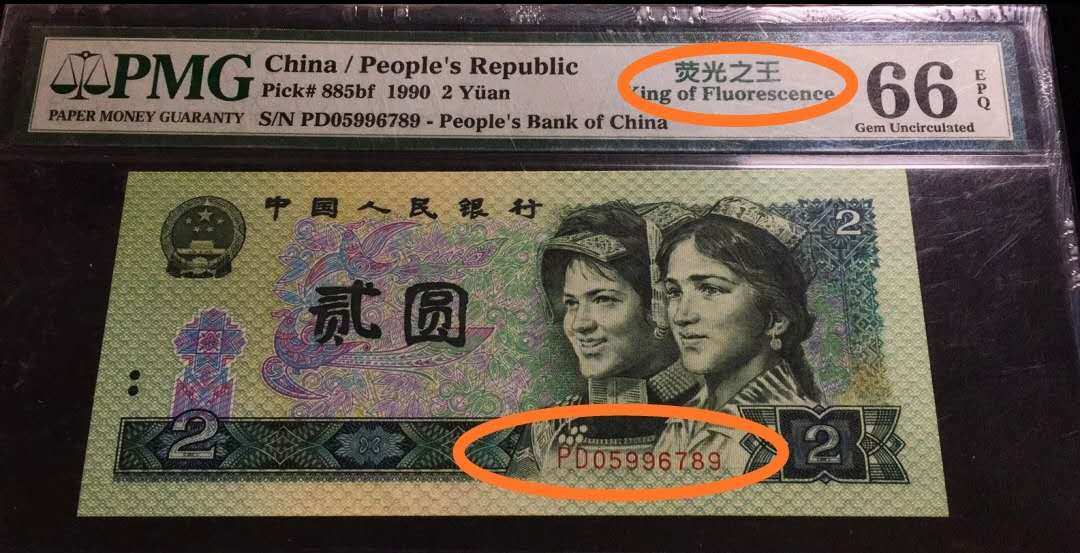 PMG
PAPER MONEY GUARANTY
China / People's Republic
Pick# 885bf 1990 2 Yüan
S/N PD05996789 - People's Bank of China
荧光之王
King of Fluorescence
66
EPQ
Gem Uncirculated
中国人民银行
2
贰圆
2
PD05996789
2